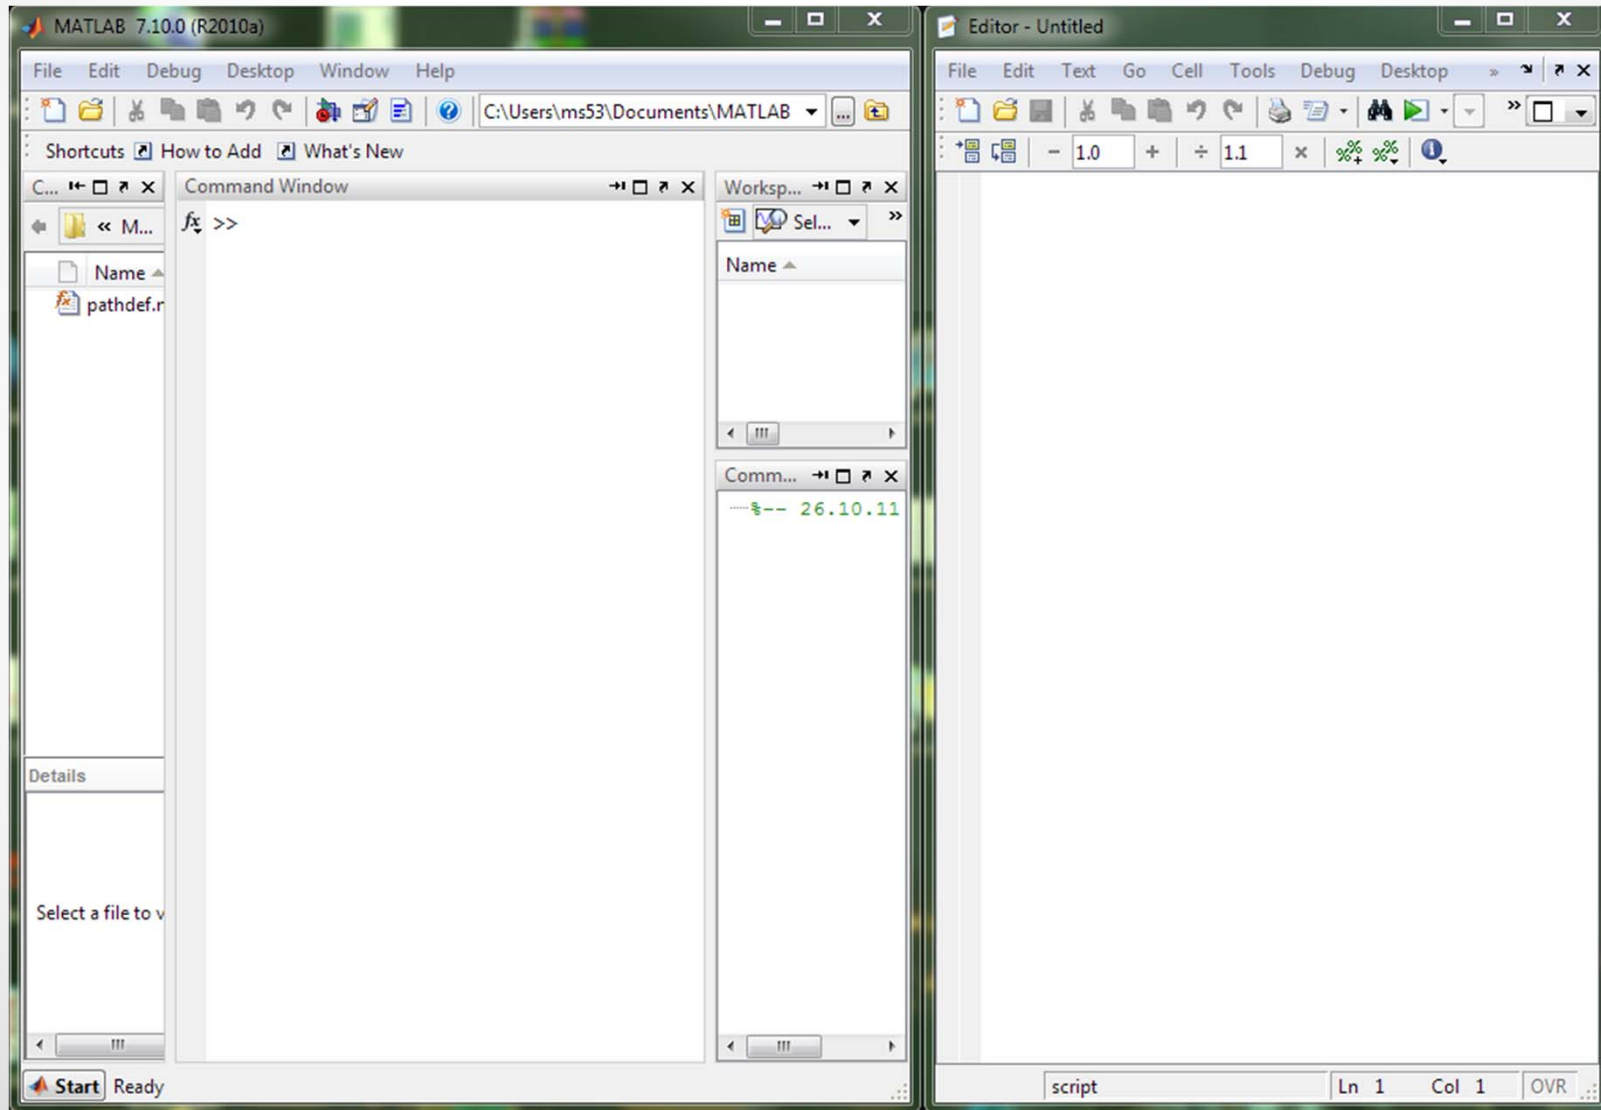 MATLAB 7.10.0 (R2010a)
File Edit Debug Desktop Window Help
C:\Users\ms53\Documents\MATLAB ...
Shortcuts How to Add What's New
C...
« M...
Name
pathdef.r
Details
Select a file to v
Command Window
fx >>
Worksp...
Sel... »
Name
Comm...
%-- 26.10.11
Start Ready
Editor - Untitled
File Edit Text Go Cell Tools Debug Desktop »
»
− 1.0 + ÷ 1.1 ×
script Ln 1 Col 1 OVR